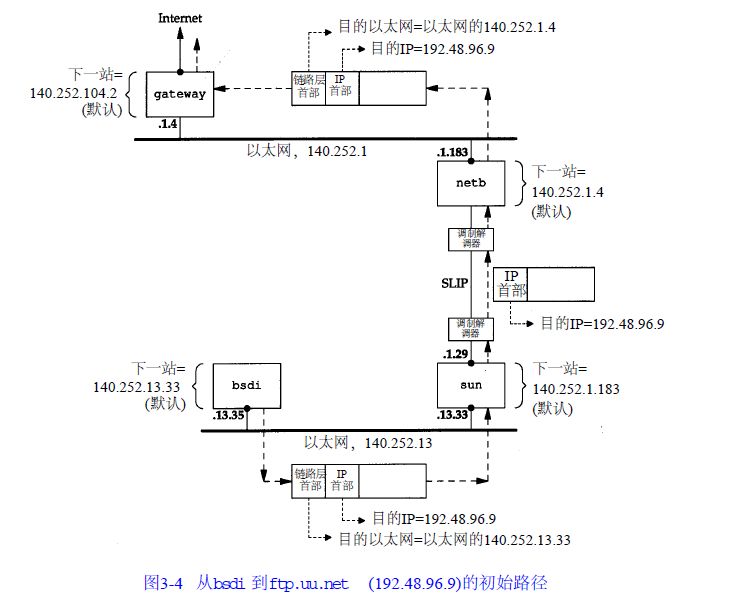 Internet
目的以太网=以太网的140.252.1.4
目的IP=192.48.96.9
下一站=
140.252.104.2
(默认)
gateway
链路层
首部
IP
首部
.1.4
以太网，140.252.1
.1.183
netb
下一站=
140.252.1.4
(默认)
调制解
调器
SLIP
IP
首部
目的IP=192.48.96.9
调制解
调器
.1.29
下一站=
140.252.13.33
(默认)
bsdi
sun
下一站=
140.252.1.183
(默认)
.13.35
.13.33
以太网，140.252.13
链路层
首部
IP
首部
目的IP=192.48.96.9
目的以太网=以太网的140.252.13.33
图3-4 从bsdi 到ftp.uu.net (192.48.96.9)的初始路径